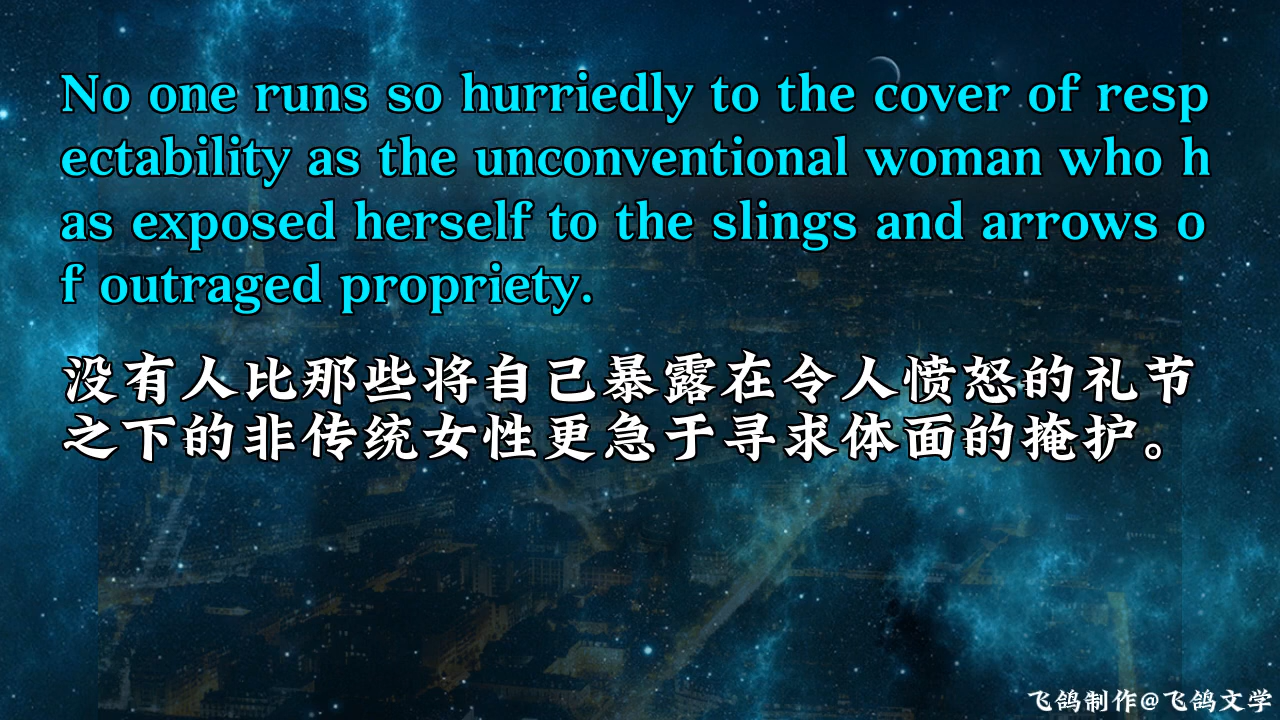 No one runs so hurriedly to the cover of resp
ectability as the unconventional woman who h
as exposed herself to the slings and arrows o
f outraged propriety.
没有人比那些将自己暴露在令人愤怒的礼节
之下的非传统女性更急于寻求体面的掩护。
飞鸽制作@飞鸽文学